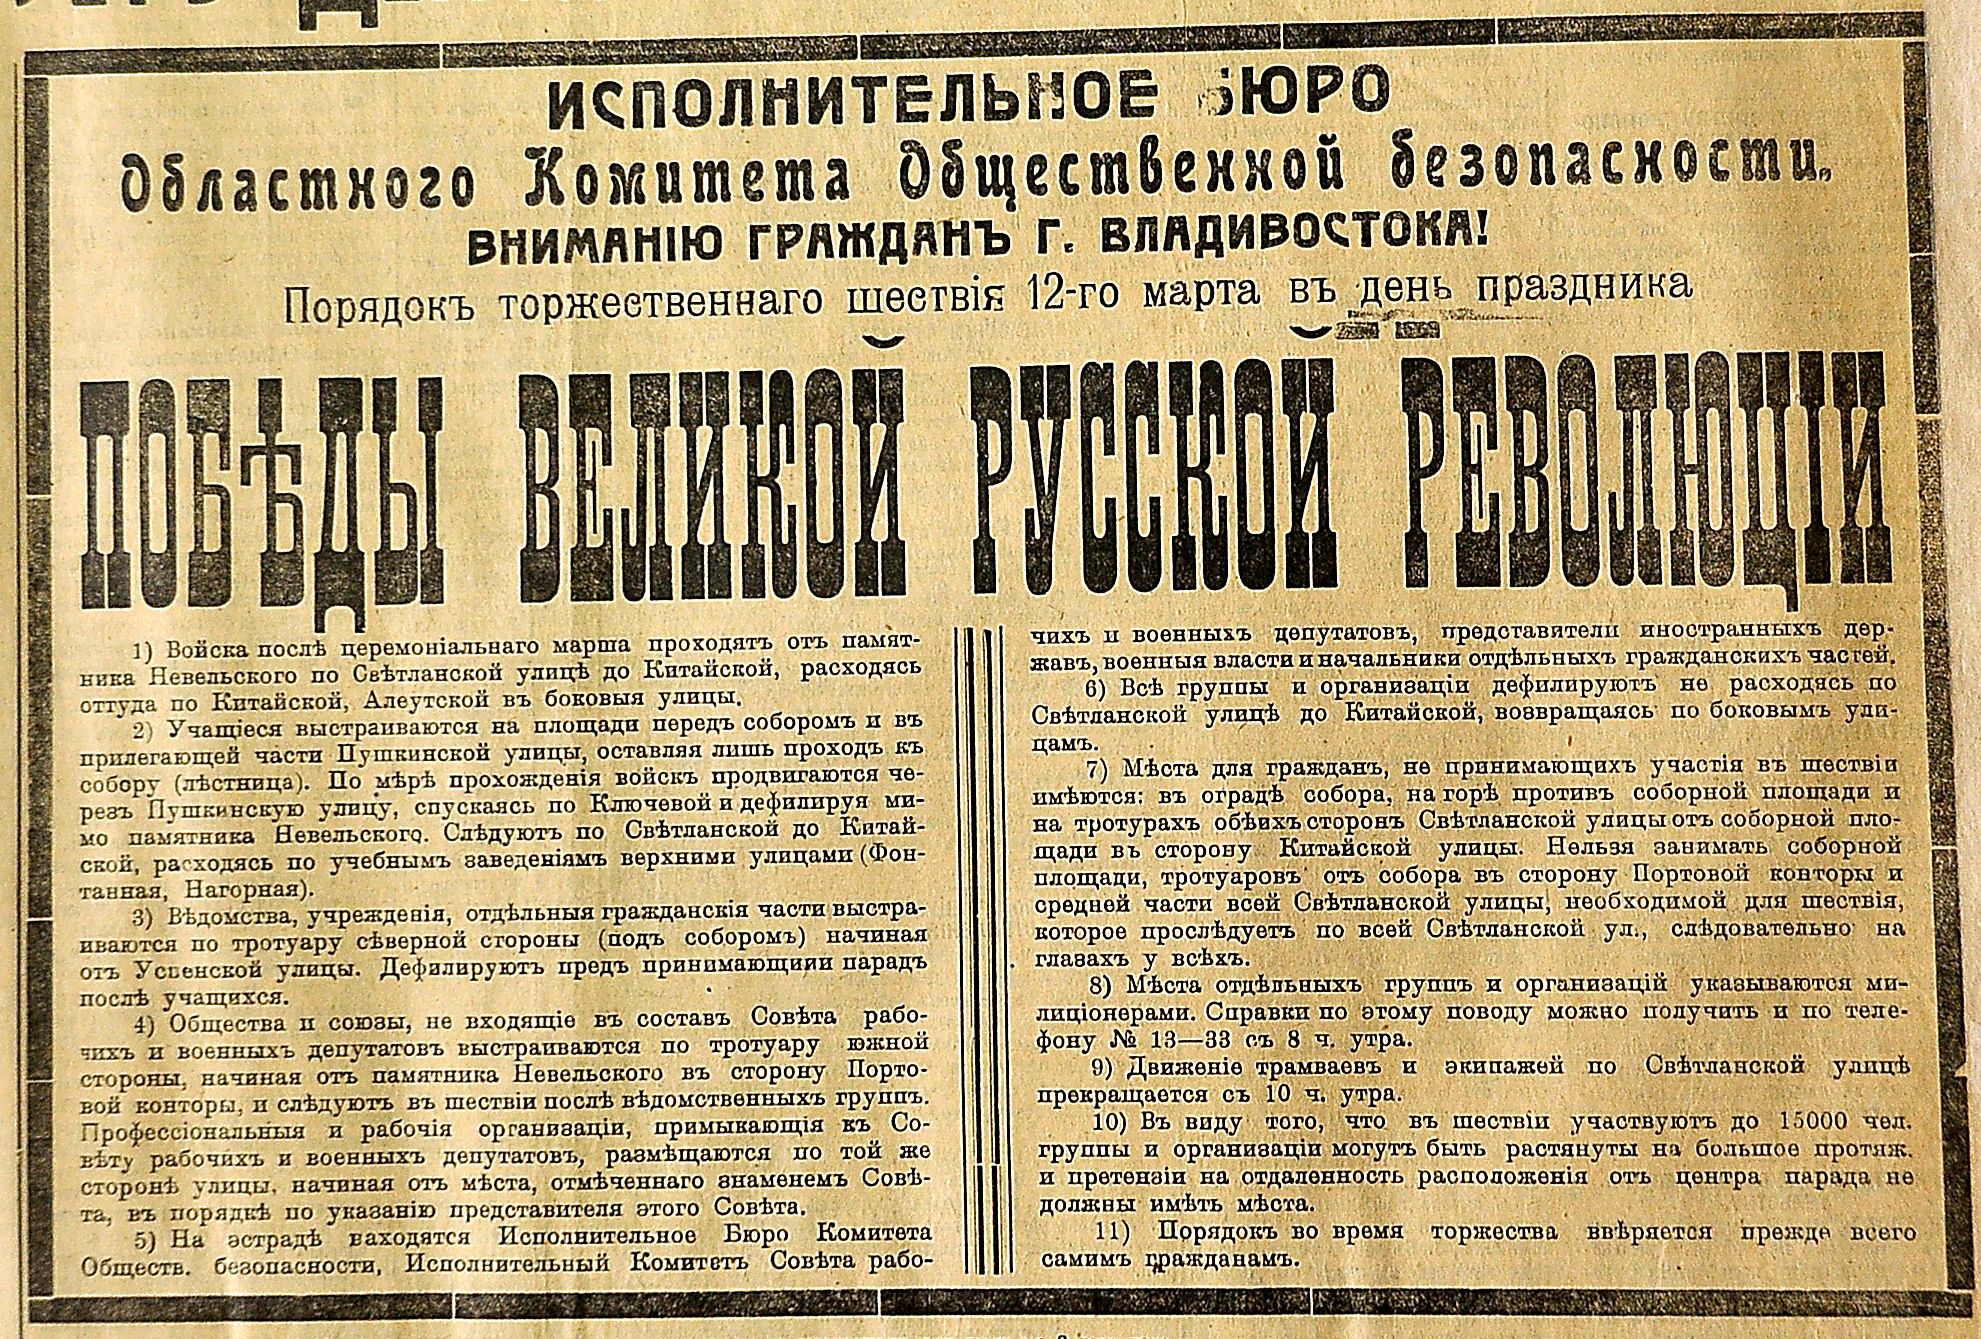 ИСПОЛНИТЕЛЬНОЕ БЮРО
Областного Комитета Общественной безопасности.
ВНИМАНІЮ ГРАЖДАНЪ Г. ВЛАДИВОСТОКА!
Порядокъ торжественнаго шествія 12-го марта въ день праздника
ПОБѢДЫ ВЕЛИКОЙ РУССКОЙ РЕВОЛЮЦІИ
1) Войска послѣ церемоніальнаго марша проходятъ отъ памят-
ника Невельского по Свѣтланской улицѣ до Китайской, расходясь
оттуда по Китайской, Алеутской въ боковыя улицы.
2) Учащіеся выстраиваются на площади передъ соборомъ и въ
прилегающей части Пушкинской улицы, оставляя лишь проходъ къ
собору (лѣстница). По мѣрѣ прохожденія войскъ продвигаются че-
резъ Пушкинскую улицу, спускаясь по Ключевой и дефилируя ми-
мо памятника Невельского. Слѣдуютъ по Свѣтланской до Китай-
ской, расходясь по учебнымъ заведеніямъ верхними улицами (Фон-
танная, Нагорная).
3) Вѣдомства, учрежденія, отдѣльныя гражданскія части выстра-
иваются по тротуару сѣверной стороны (подъ соборомъ) начиная
отъ Успенской улицы. Дефилируютъ предъ принимающими парадъ
послѣ учащихся.
4) Общества и союзы, не входящіе въ составъ Совѣта рабо-
чихъ и военныхъ депутатовъ выстраиваются по тротуару южной
стороны, начиная отъ памятника Невельского въ сторону Порто-
вой конторы, и слѣдуютъ въ шествіи послѣ вѣдомственныхъ группъ.
Профессіональныя и рабочія организаціи, примыкающія къ Со-
вѣту рабочихъ и военныхъ депутатовъ, размѣщаются по той же
сторонѣ улицы, начиная отъ мѣста, отмѣченнаго знаменемъ Совѣ-
та, въ порядкѣ по указанію представителя этого Совѣта.
5) На эстрадѣ находятся Исполнительное Бюро Комитета
Обществ. безопасности, Исполнительный Комитетъ Совѣта рабо-
чихъ и военныхъ депутатовъ, представители иностранныхъ дер-
жавъ, военныя власти и начальники отдѣльныхъ гражданскихъ частей.
6) Всѣ группы и организаціи дефилируютъ не расходясь по
Свѣтланской улицѣ до Китайской, возвращаясь по боковымъ ули-
цамъ.
7) Мѣста для гражданъ, не принимающихъ участія въ шествіи
имѣются: въ оградѣ собора, на горѣ противъ соборной площади и
на тротурахъ обѣихъ сторонъ Свѣтланской улицы отъ соборной пло-
щади въ сторону Китайской улицы. Нельзя занимать соборной
площади, тротуаровъ отъ собора въ сторону Портовой конторы и
средней части всей Свѣтланской улицы, необходимой для шествія,
которое прослѣдуетъ по всей Свѣтланской ул., слѣдовательно на
глазахъ у всѣхъ.
8) Мѣста отдѣльныхъ группъ и организацій указываются ми-
лиціонерами. Справки по этому поводу можно получить и по теле-
фону № 13—33 съ 8 ч. утра.
9) Движеніе трамваевъ и экипажей по Свѣтланской улицѣ
прекращается съ 10 ч. утра.
10) Въ виду того, что въ шествіи участвуютъ до 15000 чел.
группы и организаціи могутъ быть растянуты на большое протяж.
и претензіи на отдаленность расположенія отъ центра парада не
должны имѣть мѣста.
11) Порядокъ во время торжества ввѣряется прежде всего
самимъ гражданамъ.